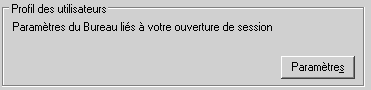 Profil des utilisateurs
Paramètres du Bureau liés à votre ouverture de session
Paramètres